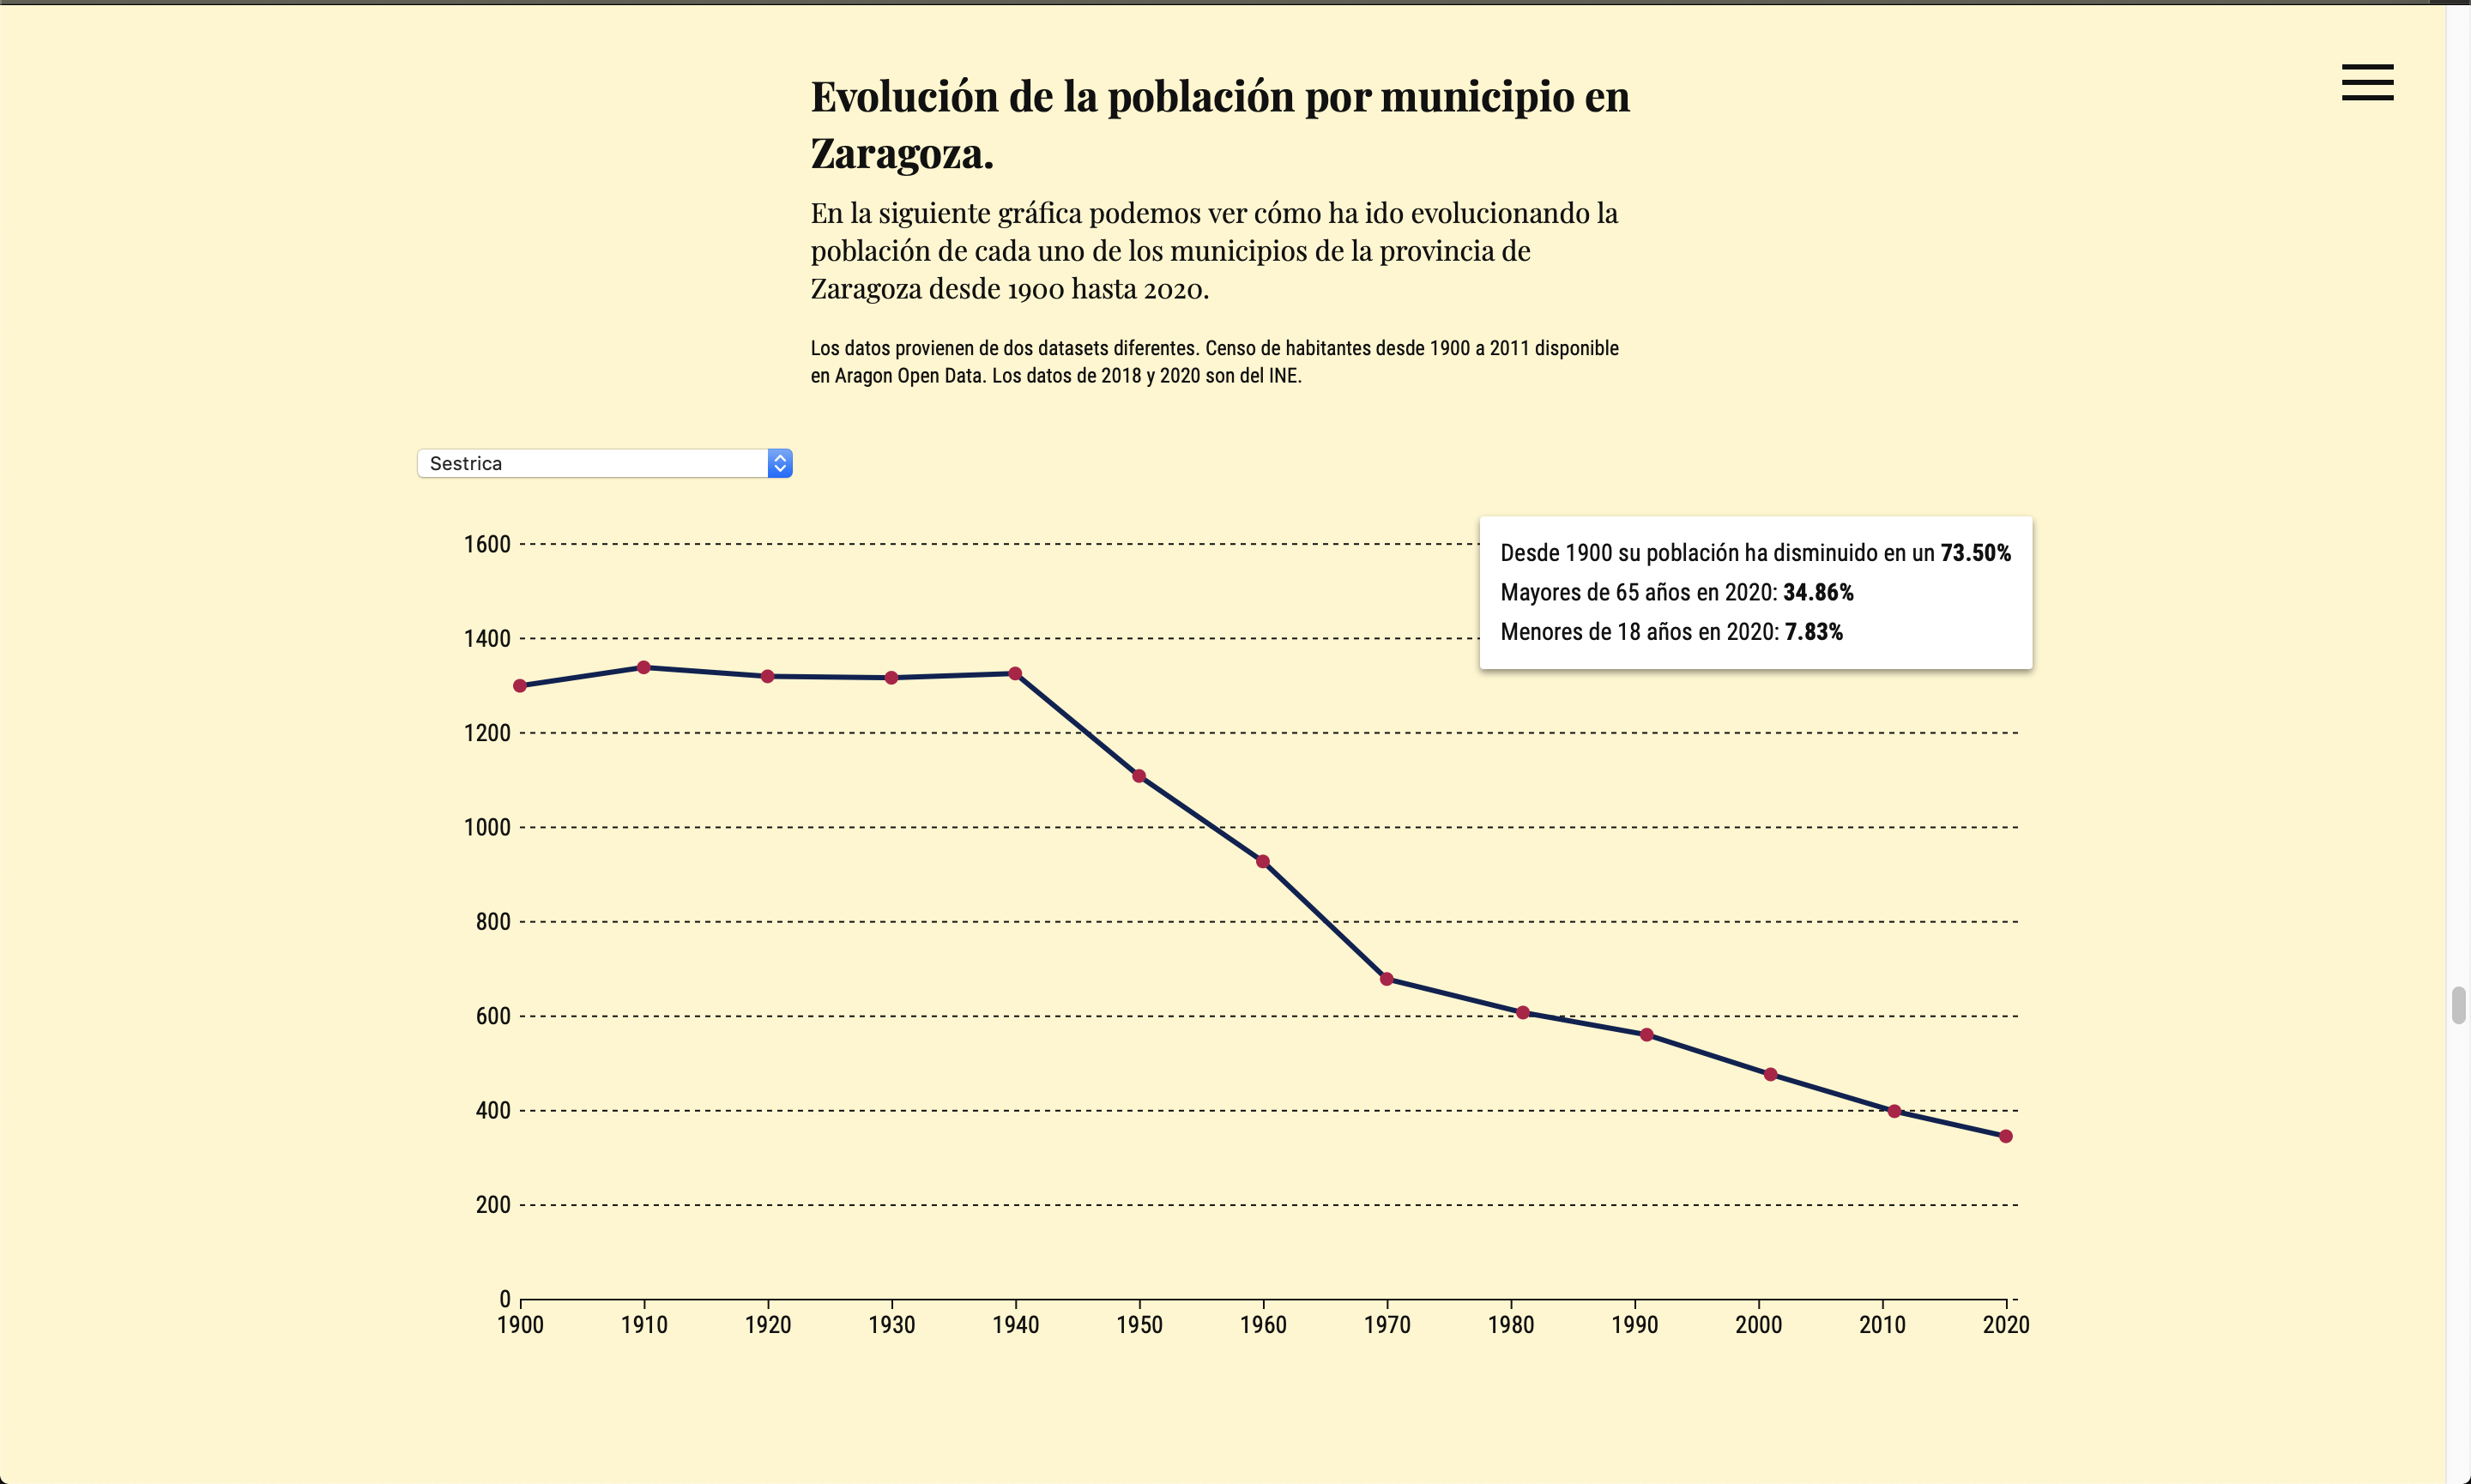 Evolución de la población por municipio en
Zaragoza.
En la siguiente gráfica podemos ver cómo ha ido evolucionando la
población de cada uno de los municipios de la provincia de
Zaragoza desde 1900 hasta 2020.
Los datos provienen de dos datasets diferentes. Censo de habitantes desde 1900 a 2011 disponible
en Aragon Open Data. Los datos de 2018 y 2020 son del INE.
Sestrica
Desde 1900 su población ha disminuido en un 73.50%
Mayores de 65 años en 2020: 34.86%
Menores de 18 años en 2020: 7.83%
1600
1400
1200
1000
800
600
400
200
0
1900 1910 1920 1930 1940 1950 1960 1970 1980 1990 2000 2010 2020